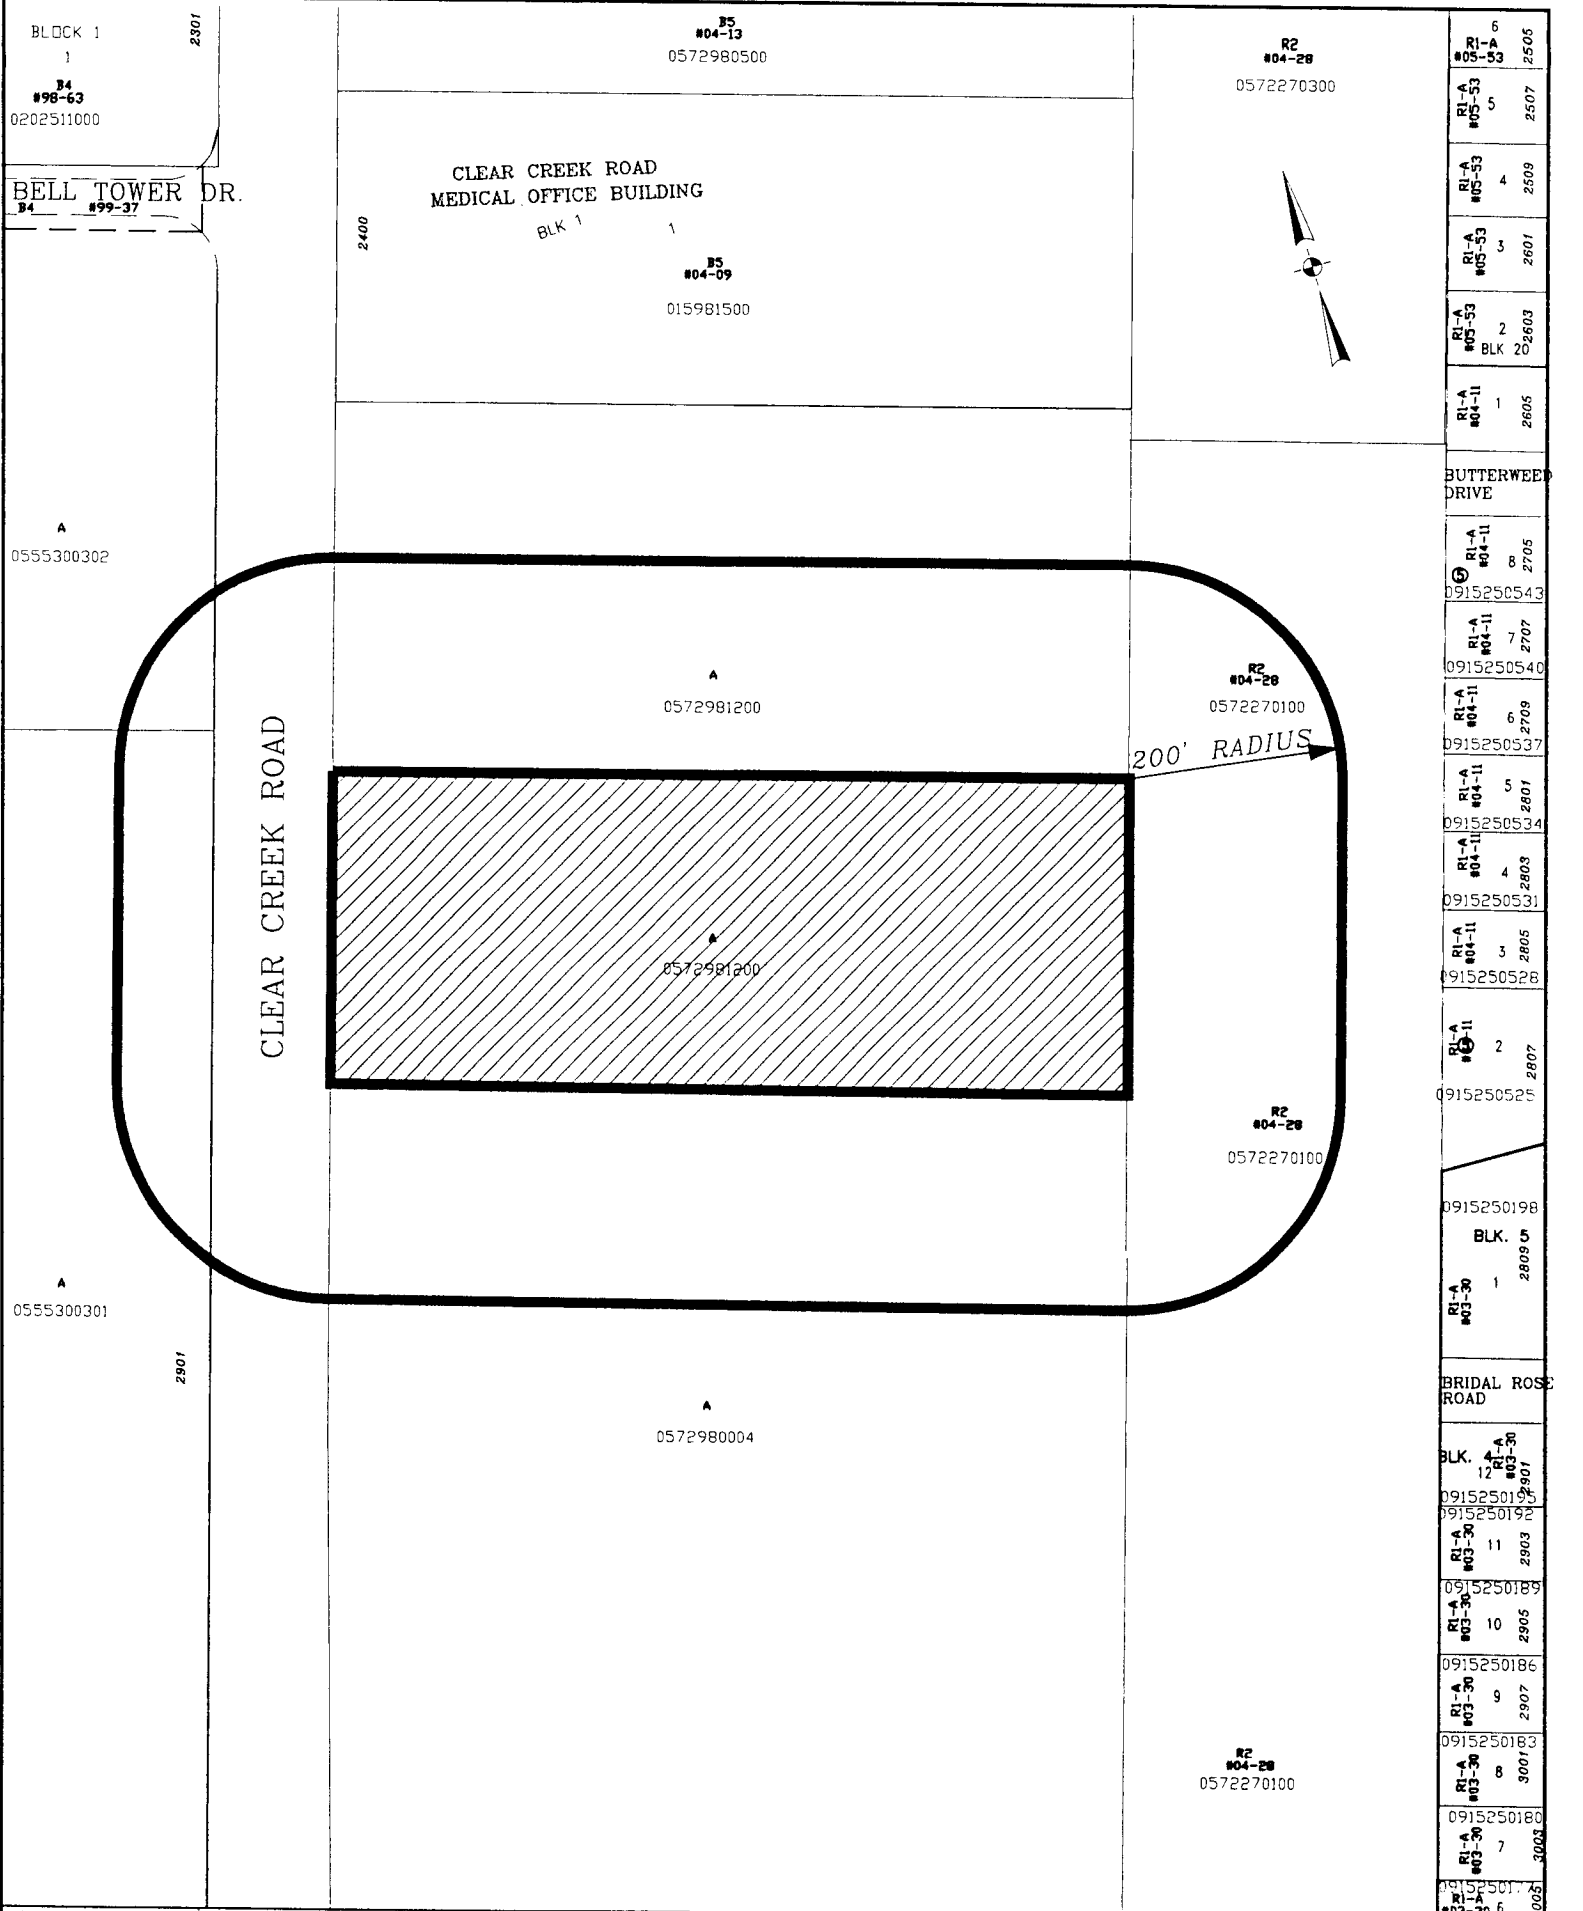 BLOCK 1
1
B4
#98-63
0202511000
2301
BELL TOWER DR.
B4 #99-37
B5
#04-13
0572980500
CLEAR CREEK ROAD
MEDICAL OFFICE BUILDING
BLK 1 1
2400
B5
#04-09
015981500
R2
#04-28
0572270300
A
0555300302
A
0572981200
R2
#04-28
0572270100
200' RADIUS
CLEAR CREEK ROAD
A
0572981200
R2
#04-28
0572270100
A
0555300301
2901
A
0572980004
R2
#04-28
0572270100
6
R1-A
#05-53
2505
R1-A
#05-53
5
2507
R1-A
#05-53
4
2509
R1-A
#05-53
3
2601
R1-A
#05-53
2
BLK 20
2603
R1-A
#04-11
1
2605
BUTTERWEED
DRIVE
R1-A
#04-11
8
2705
5
0915250543
R1-A
#04-11
7
2707
0915250540
R1-A
#04-11
6
2709
0915250537
R1-A
#04-11
5
2801
0915250534
R1-A
#04-11
4
2803
0915250531
R1-A
#04-11
3
2805
0915250528
R1-A
2
2807
0915250525
0915250198
BLK. 5
2809
1
R1-A
#03-30
BRIDAL ROSE
ROAD
BLK. 4
R1-A
#03-30
12
2901
0915250195
0915250192
R1-A
#03-30
11
2903
0915250189
R1-A
#03-30
10
2905
0915250186
R1-A
#03-30
9
2907
0915250183
R1-A
#03-30
8
3001
0915250180
R1-A
#03-30
7
3003
R1-A
6